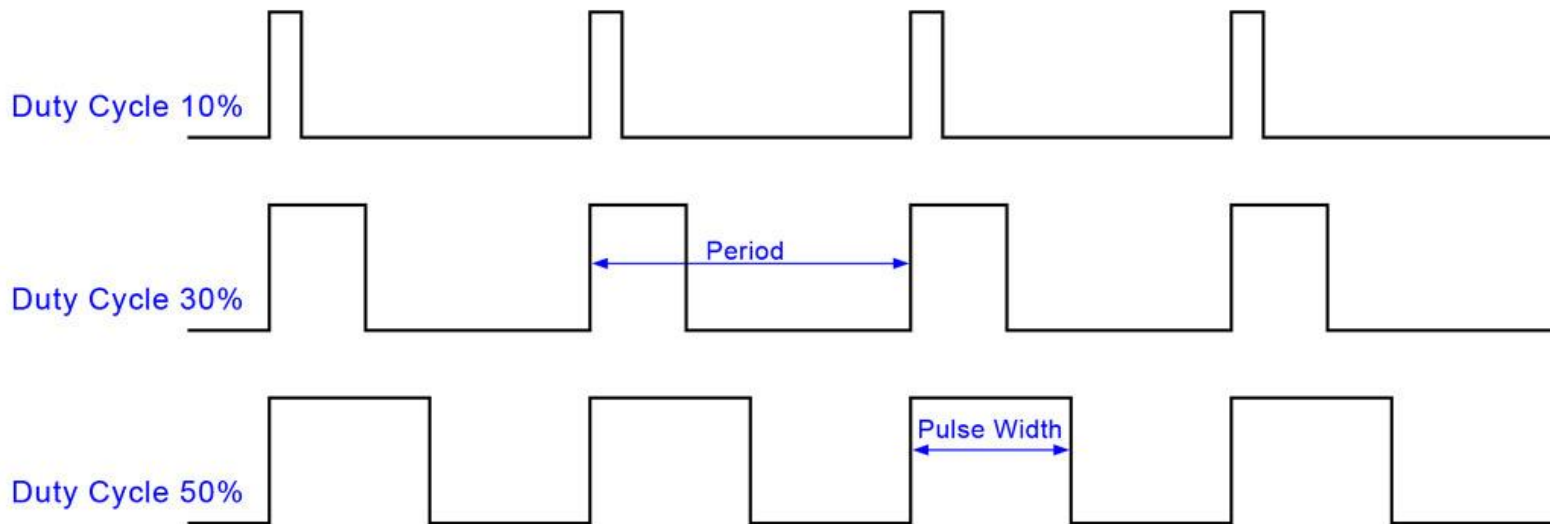 Duty Cycle 10%
Period
Duty Cycle 30%
Pulse Width
Duty Cycle 50%